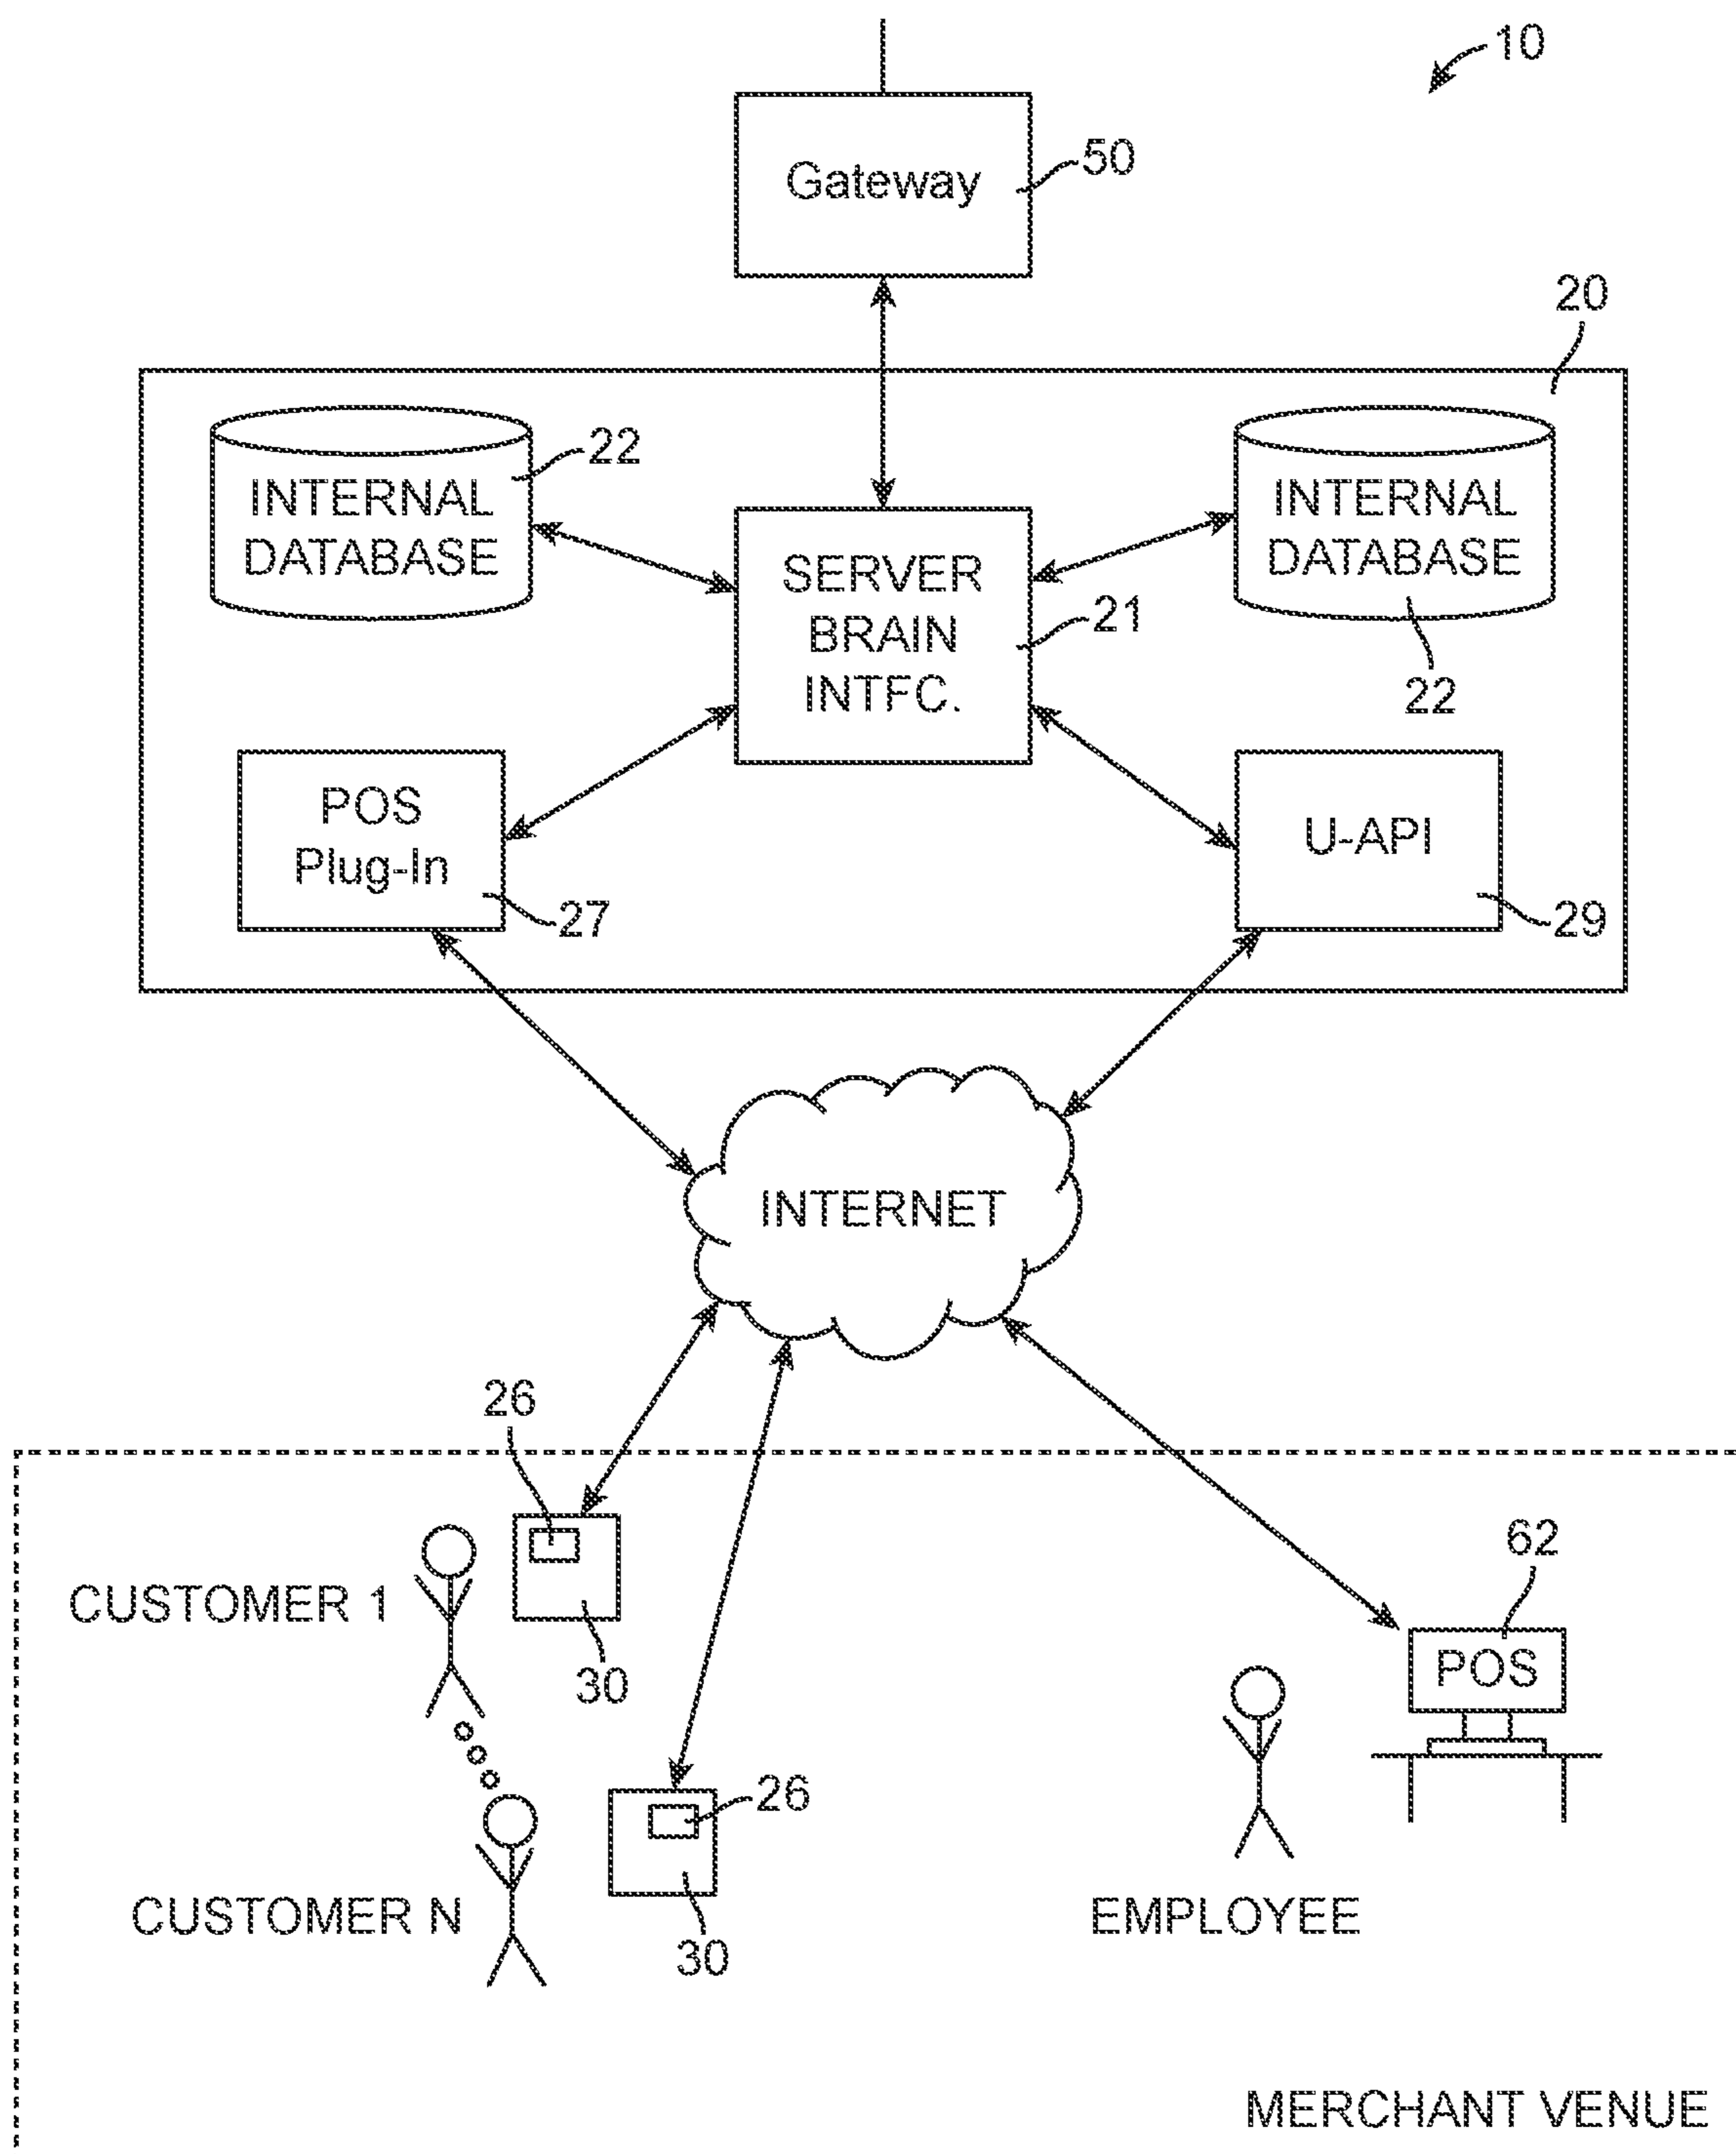 10
50
Gateway
20
22
INTERNAL
DATABASE
INTERNAL
DATABASE
22
SERVER
BRAIN
INTFC.
21
POS
Plug-In
27
U-API
29
INTERNET
26
CUSTOMER 1
30
62
POS
26
CUSTOMER N
30
EMPLOYEE
MERCHANT VENUE